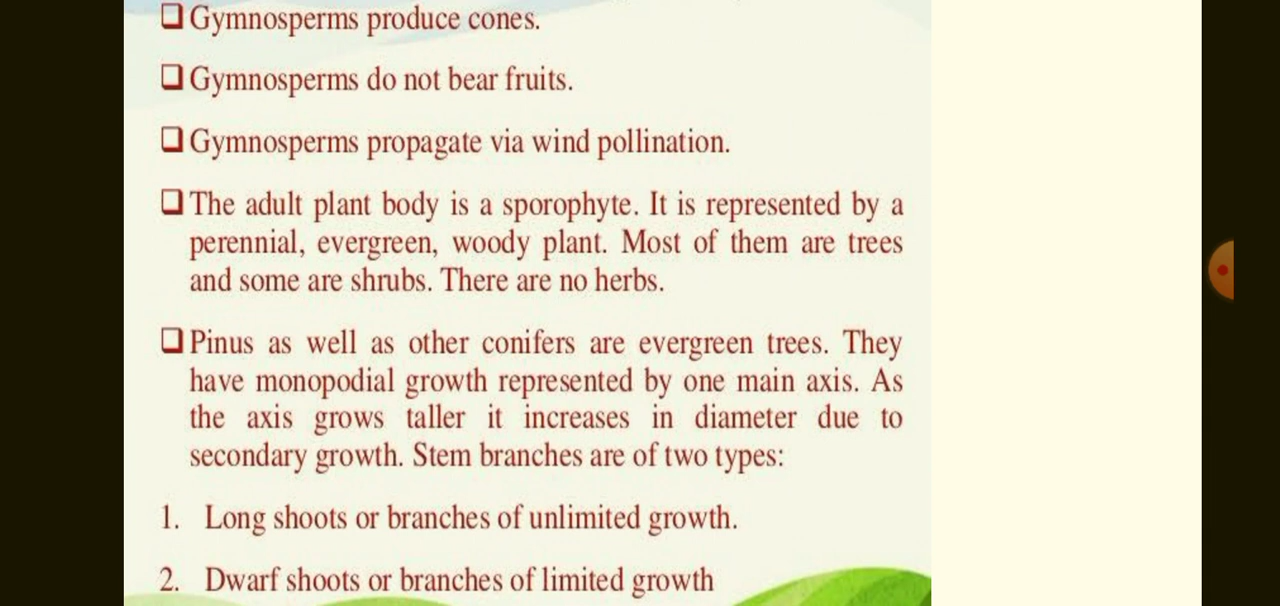 ❑Gymnosperms produce cones.
❑Gymnosperms do not bear fruits.
❑Gymnosperms propagate via wind pollination.
❑The adult plant body is a sporophyte. It is represented by a
perennial, evergreen, woody plant. Most of them are trees
and some are shrubs. There are no herbs.
❑Pinus as well as other conifers are evergreen trees. They
have monopodial growth represented by one main axis. As
the axis grows taller it increases in diameter due to
secondary growth. Stem branches are of two types:
1. Long shoots or branches of unlimited growth.
2. Dwarf shoots or branches of limited growth